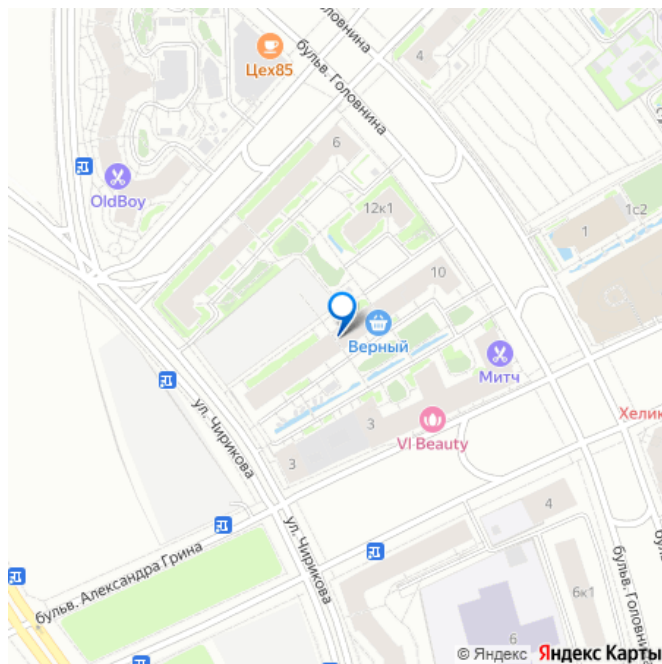 Головнина
Цех85
4
бульв. Головнина
6
OldBoy
12к1
1с2
1
10
Верный
Митч
VI Beauty
3
3
Хелик
ул. Чирикова
4
ул. Чирикова
бульв. Александра Грина
6к1
бульв. Головнина
6
© Яндекс Яндекс Карты